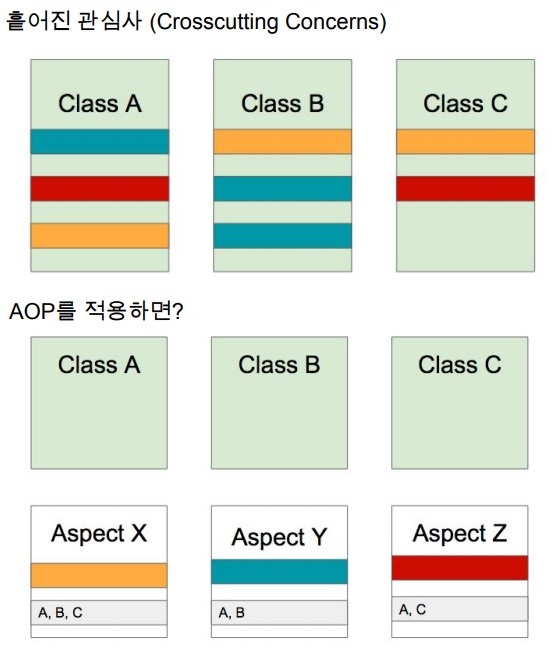 흩어진 관심사 (Crosscutting Concerns)
Class A
Class B
Class C
AOP를 적용하면?
Class A
Class B
Class C
Aspect X
Aspect Y
Aspect Z
A, B, C
A, B
A, C